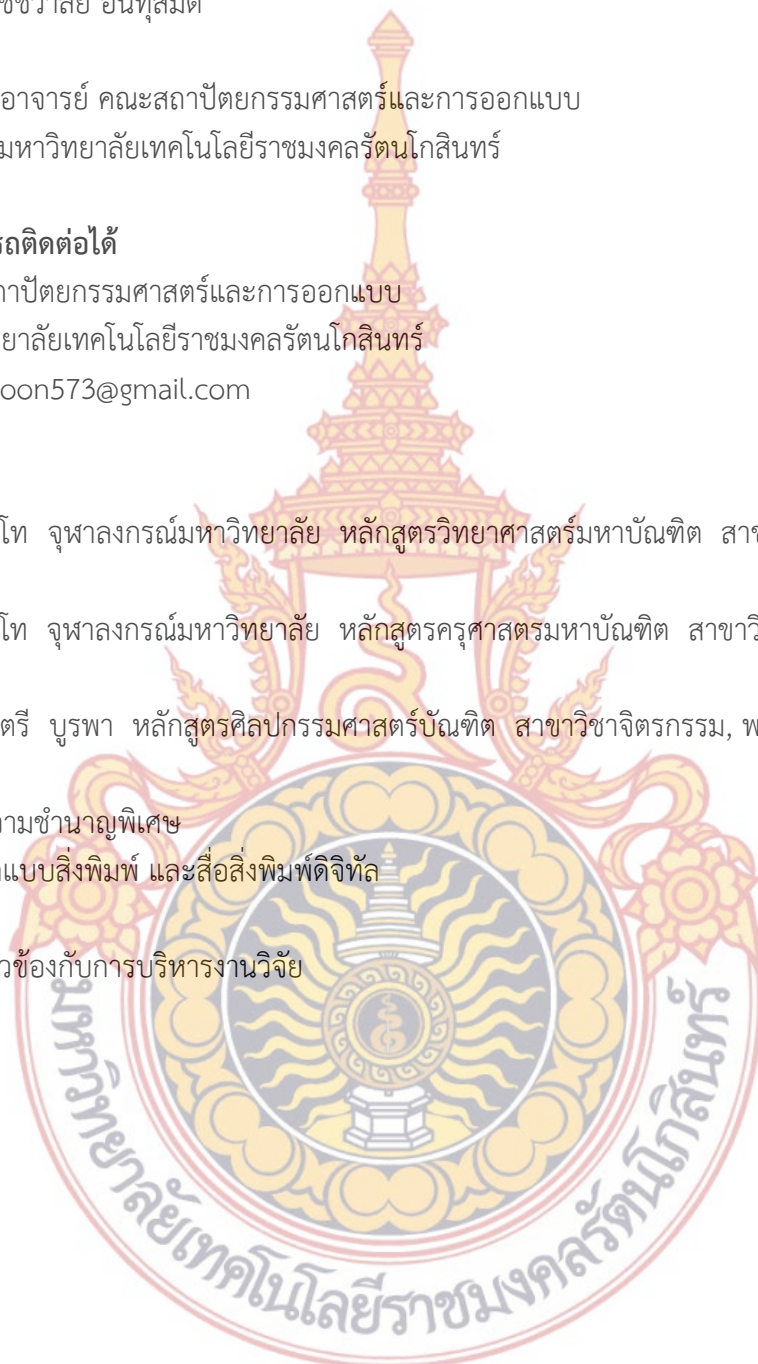 อาจารย์ คณะสถาปัตยกรรมศาสตร์และการออกแบบ
มหาวิทยาลัยเทคโนโลยีราชมงคลรัตนโกสินทร์
รถติดต่อได้
าปัตยกรรมศาสตร์และการออกแบบ
ยาลัยเทคโนโลยีราชมงคลรัตนโกสินทร์
oon573@gmail.com
โท จุฬาลงกรณ์มหาวิทยาลัย หลักสูตรวิทยาศาสตร์มหาบัณฑิต สาข
โท จุฬาลงกรณ์มหาวิทยาลัย หลักสูตรครุศาสตรมหาบัณฑิต สาขาวิ
ตรี บูรพา หลักสูตรศิลปกรรมศาสตร์บัณฑิต สาขาวิชาจิตรกรรม, พ
ามชำนาญพิเศษ
แบบสิ่งพิมพ์ และสื่อสิ่งพิมพ์ดิจิทัล
วข้องกับการบริหารงานวิจัย
มหาวิทยาลัยเทคโนโลยีราชมงคลรัตนโกสินทร์